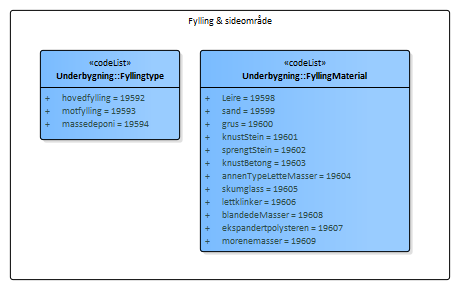 Fylling & sideområde
«codeList»
Underbygning::Fyllingtype
+ hovedfylling = 19592
+ motfylling = 19593
+ massedeponi = 19594
«codeList»
Underbygning::FyllingMaterial
+ Leire = 19598
+ sand = 19599
+ grus = 19600
+ knustStein = 19601
+ sprengtStein = 19602
+ knustBetong = 19603
+ annenTypeLetteMasser = 19604
+ skumglass = 19605
+ lettklinker = 19606
+ blandedeMasser = 19608
+ ekspandertpolysteren = 19607
+ morenemasser = 19609